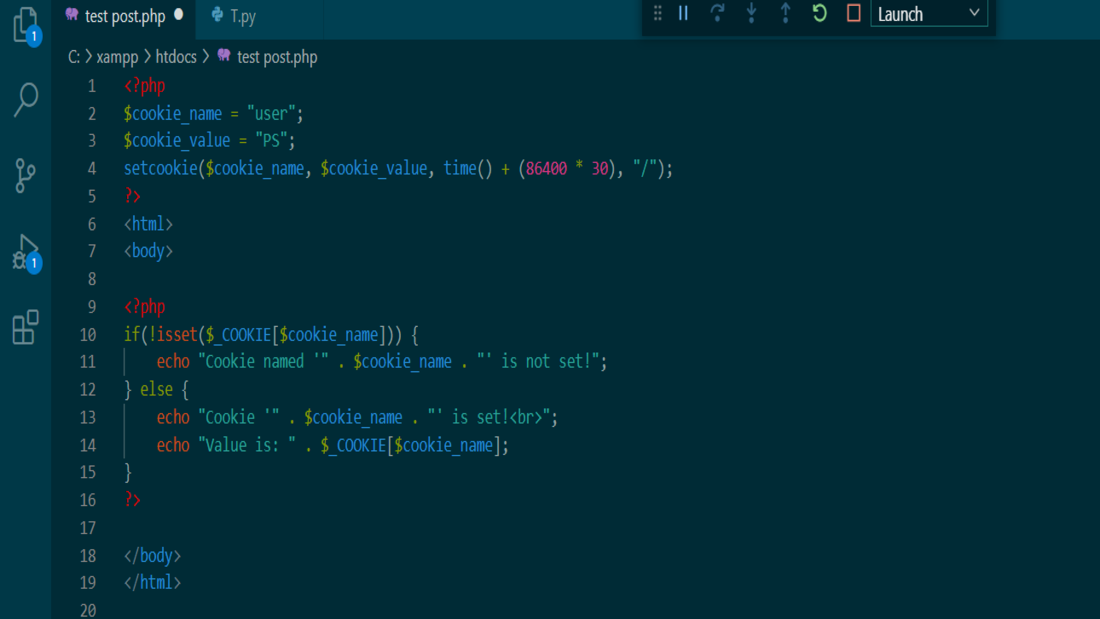 test post.php
T.py
Launch
1
C: > xampp > htdocs > test post.php
1 <?php
2 $cookie_name = "user";
3 $cookie_value = "PS";
4 setcookie($cookie_name, $cookie_value, time() + (86400 * 30), "/");
5 ?>
6 <html>
7 <body>
8
9 <?php
10 if(!isset($_COOKIE[$cookie_name])) {
11 echo "Cookie named '" . $cookie_name . "' is not set!";
12 } else {
13 echo "Cookie '" . $cookie_name . "' is set!<br>";
14 echo "Value is: " . $_COOKIE[$cookie_name];
15 }
16 ?>
17
18 </body>
19 </html>
20
1